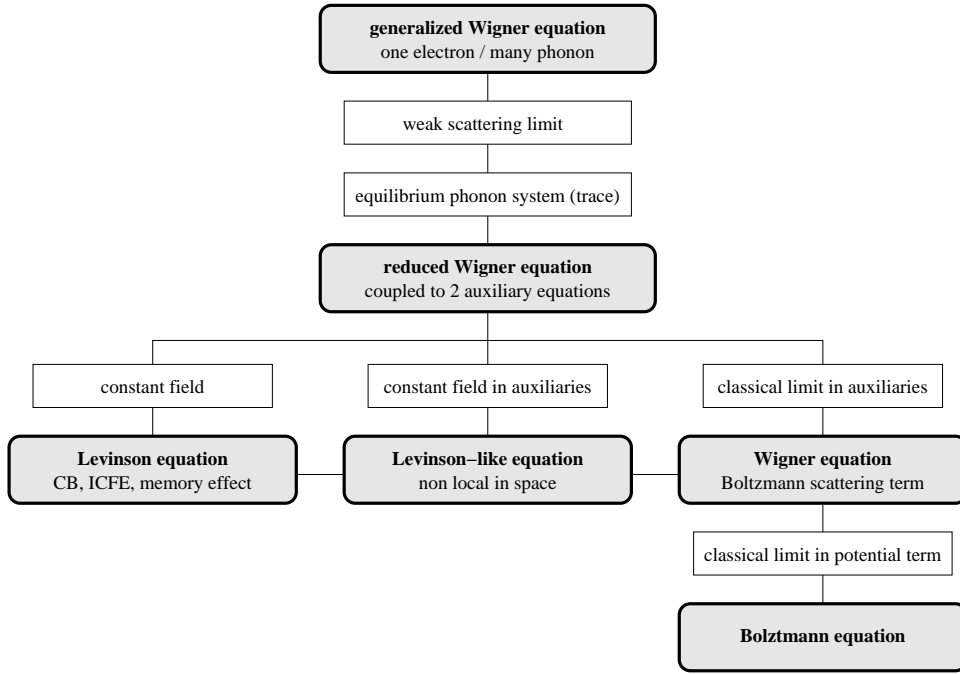 generalized Wigner equation
one electron / many phonon
weak scattering limit
equilibrium phonon system (trace)
reduced Wigner equation
coupled to 2 auxiliary equations
constant field
constant field in auxiliaries
classical limit in auxiliaries
Levinson equation
CB, ICFE, memory effect
Levinson−like equation
non local in space
Wigner equation
Boltzmann scattering term
classical limit in potential term
Bolztmann equation